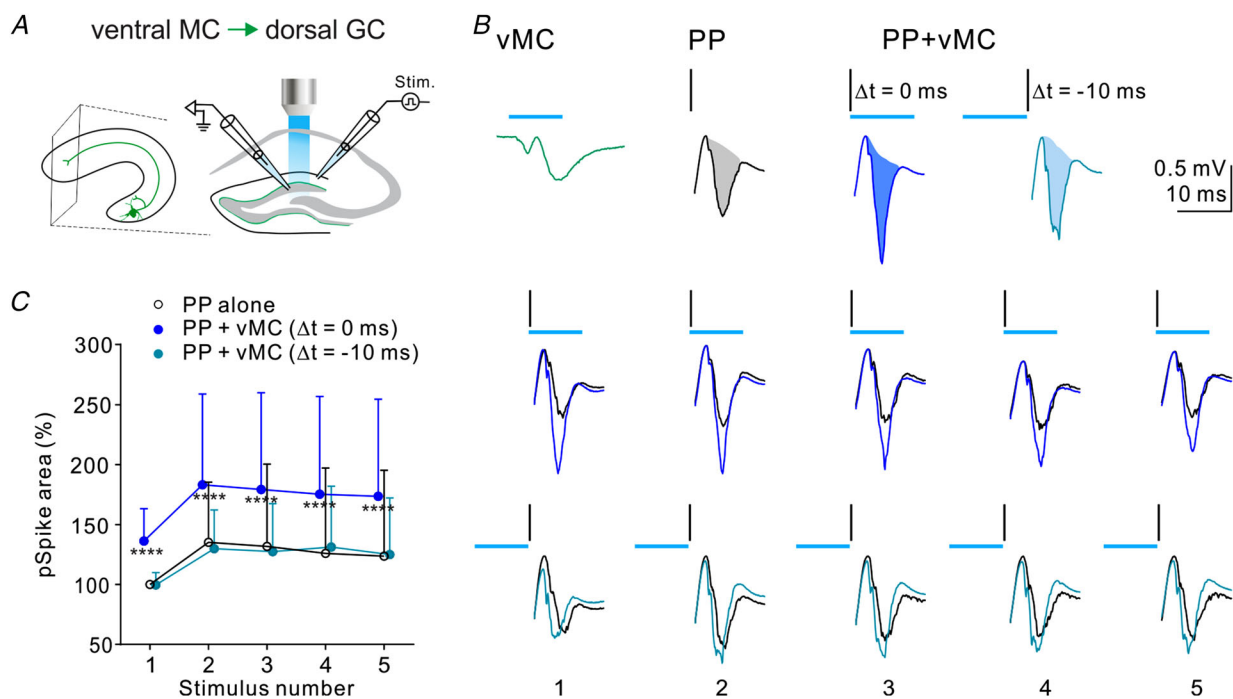 A
ventral MC → dorsal GC
Stim.
B
vMC
PP
PP+vMC
Δt = 0 ms
Δt = -10 ms
0.5 mV
10 ms
C
PP alone
PP + vMC (Δt = 0 ms)
PP + vMC (Δt = -10 ms)
pSpike area (%)
300
250
200
150
100
50
****
****
****
****
****
1 2 3 4 5
Stimulus number
1 2 3 4 5